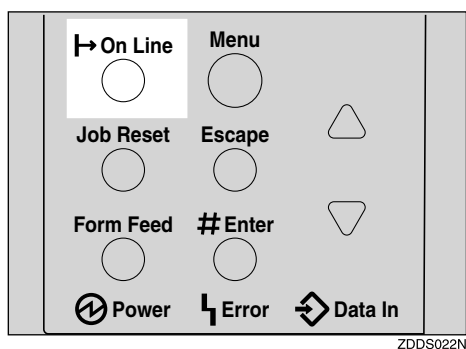 On Line Menu
Job Reset Escape
Form Feed # Enter
Power Error Data In
ZDDS022N